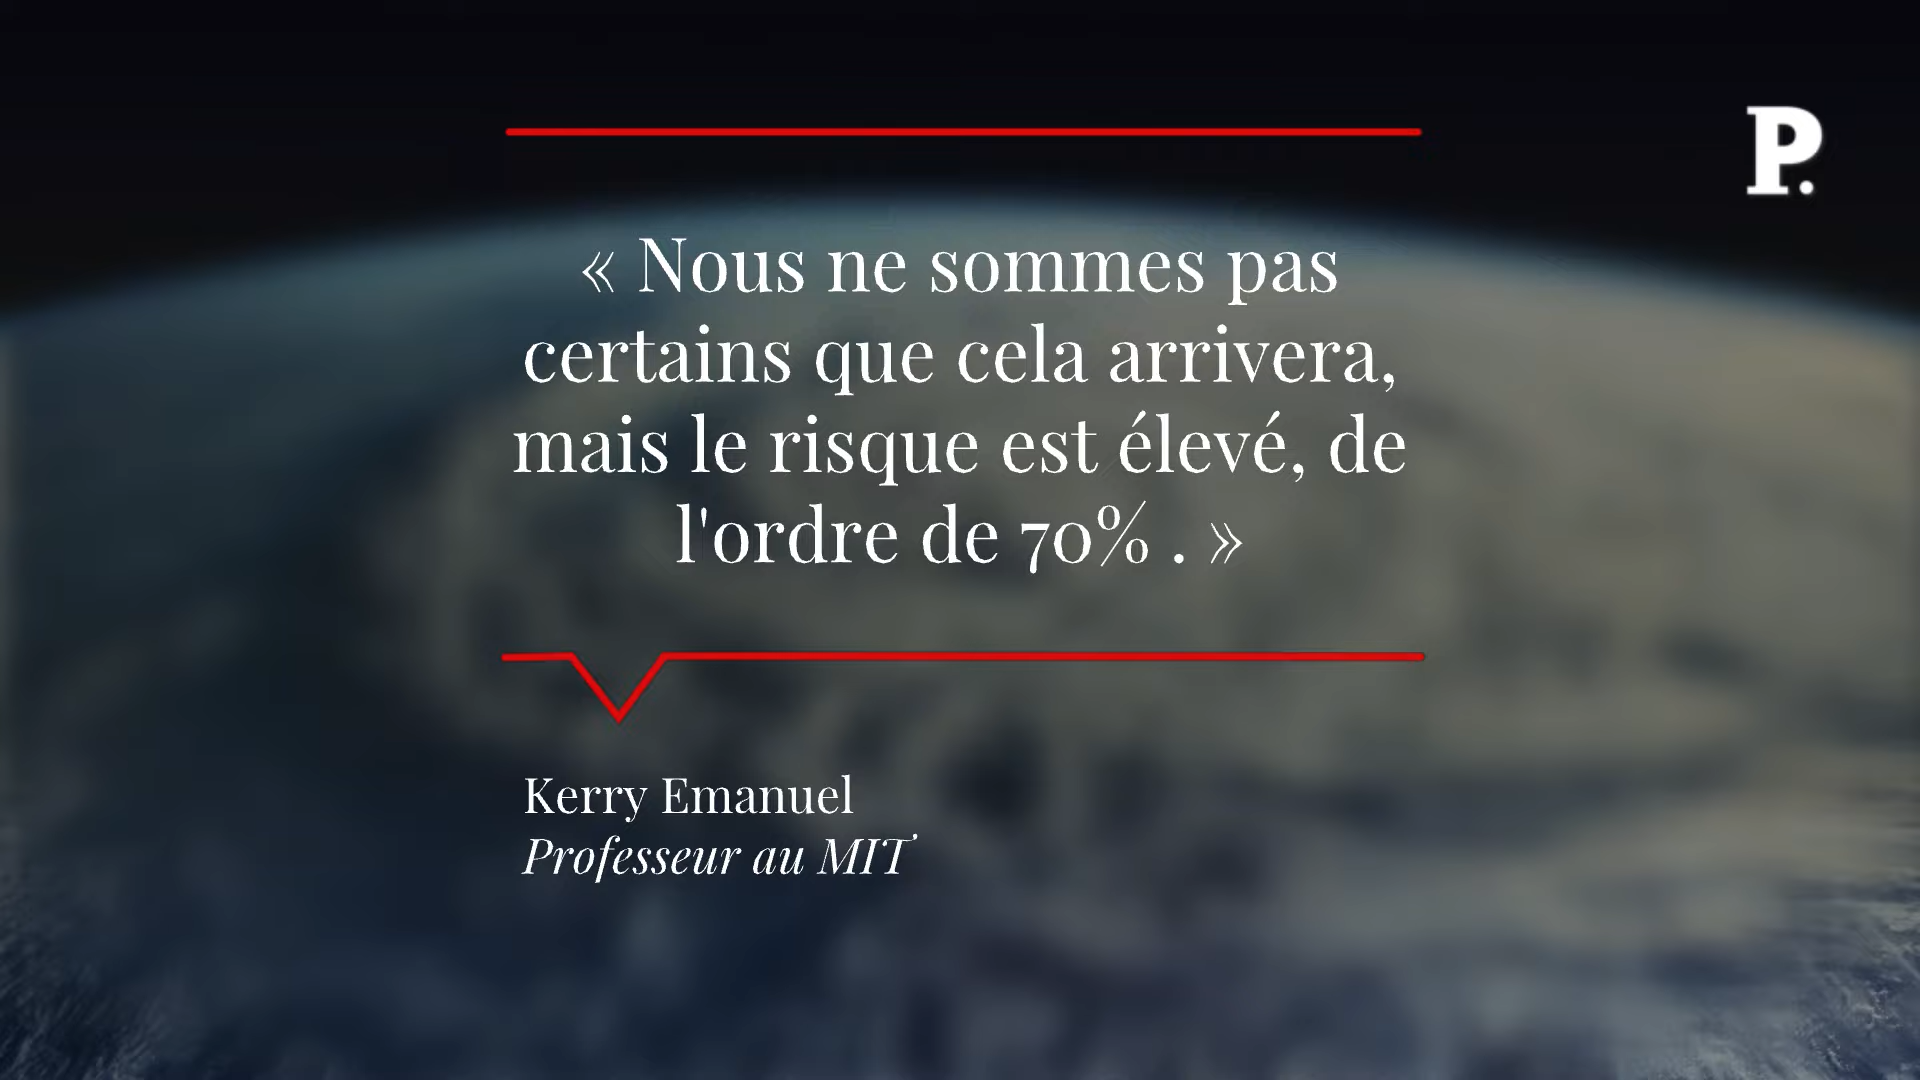 P.
« Nous ne sommes pas
certains que cela arrivera,
mais le risque est élevé, de
l'ordre de 70% . »
Kerry Emanuel
Professeur au MIT